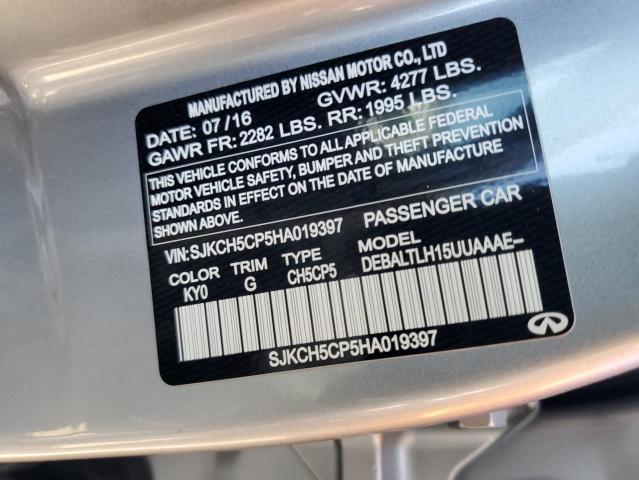 MANUFACTURED BY NISSAN MOTOR CO., LTD
DATE: 07/16 GVWR: 4277 LBS.
GAWR FR: 2282 LBS. RR: 1995 LBS.
THIS VEHICLE CONFORMS TO ALL APPLICABLE FEDERAL
MOTOR VEHICLE SAFETY, BUMPER AND THEFT PREVENTION
STANDARDS IN EFFECT ON THE DATE OF MANUFACTURE
SHOWN ABOVE.
VIN: SJKCH5CP5HA019397 PASSENGER CAR
COLOR TRIM TYPE MODEL
KY0 G CH5CP5 DEBALTLH15UUAAAE-
SJKCH5CP5HA019397